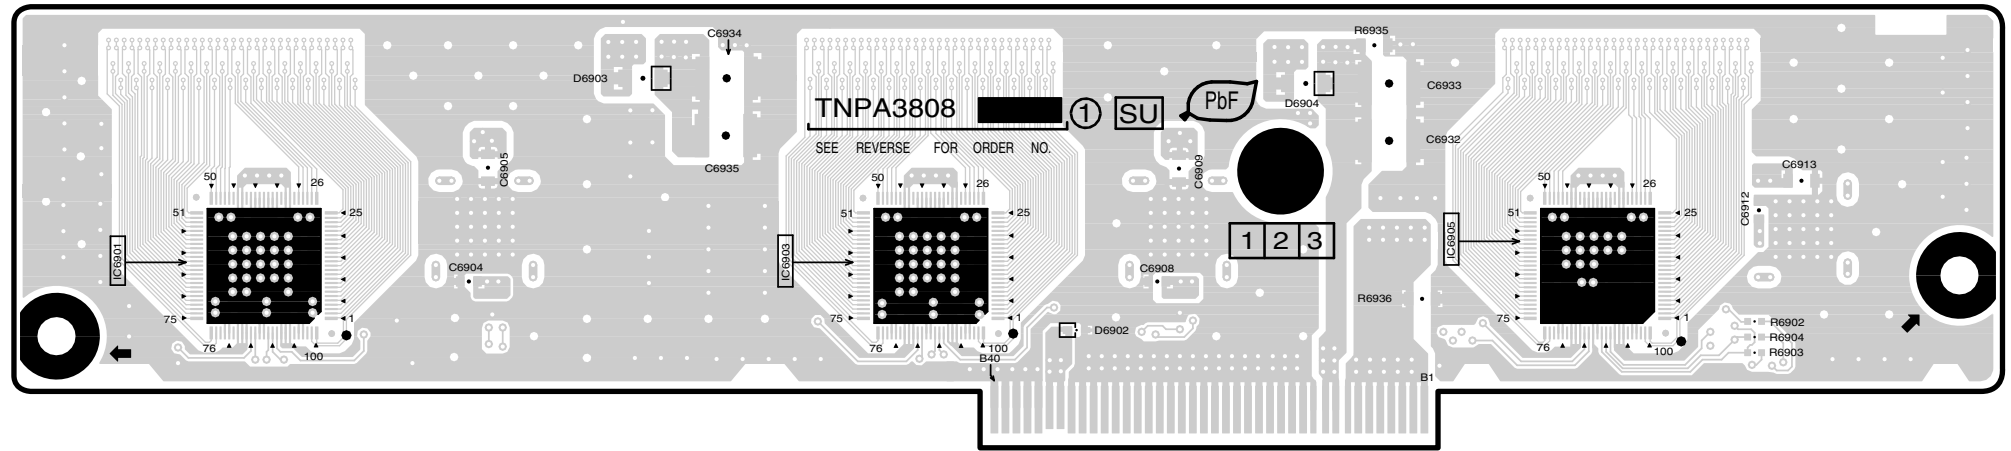 C6934
R6935
D6903
C6933
D6904
TNPA3808
1
SU
PbF
C6932
SEE REVERSE FOR ORDER NO.
C6935
C6905
C6909
C6913
50
26
50
26
50
26
51
25
51
25
51
25
C6912
1 2 3
IC6901
IC6903
IC6905
C6904
C6908
R6936
75
1
75
1
75
1
R6902
D6902
R6904
76
100
76
100
76
100
R6903
B40
B1